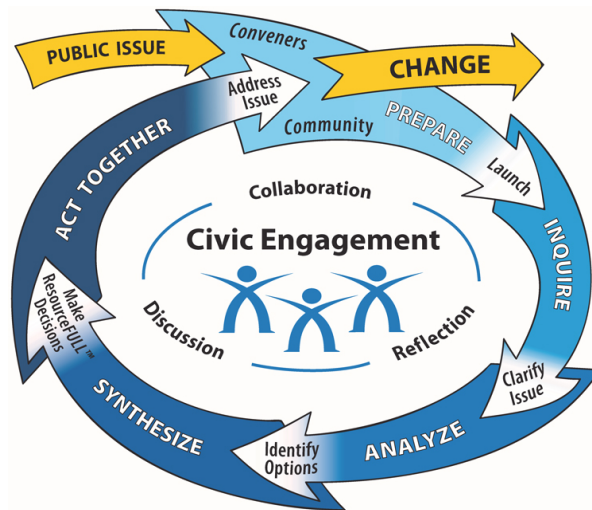 PUBLIC ISSUE
Conveners
CHANGE
Address
Issue
Community
PREPARE
Launch
INQUIRE
Clarify
Issue
ANALYZE
Identify
Options
SYNTHESIZE
Make
ResourceFULL™
Decisions
ACT TOGETHER
Collaboration
Civic Engagement
Discussion
Reflection